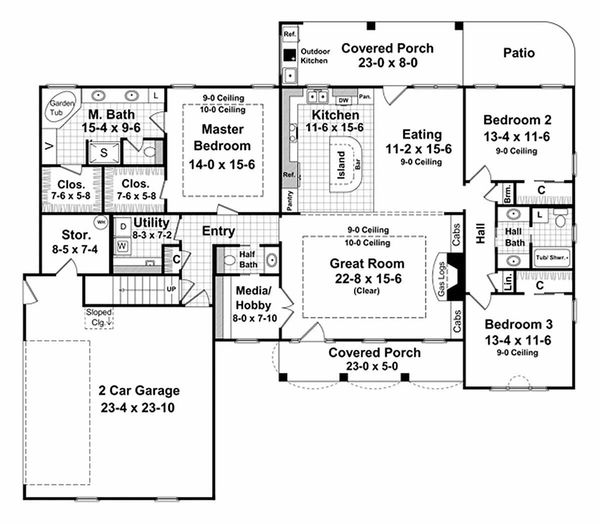 Ref.
Outdoor
Kitchen
Covered Porch
23-0 x 8-0
Patio
Garden
Tub
L
M. Bath
15-4 x 9-6
V
S
9-0 Ceiling
10-0 Ceiling
Master
Bedroom
14-0 x 15-6
DW
Pan.
Kitchen
11-6 x 15-6
Island
Bar
Ref.
Pantry
Eating
11-2 x 15-6
9-0 Ceiling
Bedroom 2
13-4 x 11-6
9-0 Ceiling
Clos.
7-6 x 5-8
Clos.
7-6 x 5-8
Brm.
C
WH
Stor.
8-5 x 7-4
D
W
Utility
8-3 x 7-2
C
Entry
UP
Half
Bath
Media/
Hobby
8-0 x 7-10
9-0 Ceiling
10-0 Ceiling
Great Room
22-8 x 15-6
(Clear)
Cabs
Gas Logs
Cabs
Hall
Hall
Bath
L
Tub/ Shwr.
Lin.
C
Bedroom 3
13-4 x 11-6
9-0 Ceiling
Sloped
Clg.
2 Car Garage
23-4 x 23-10
Covered Porch
23-0 x 5-0